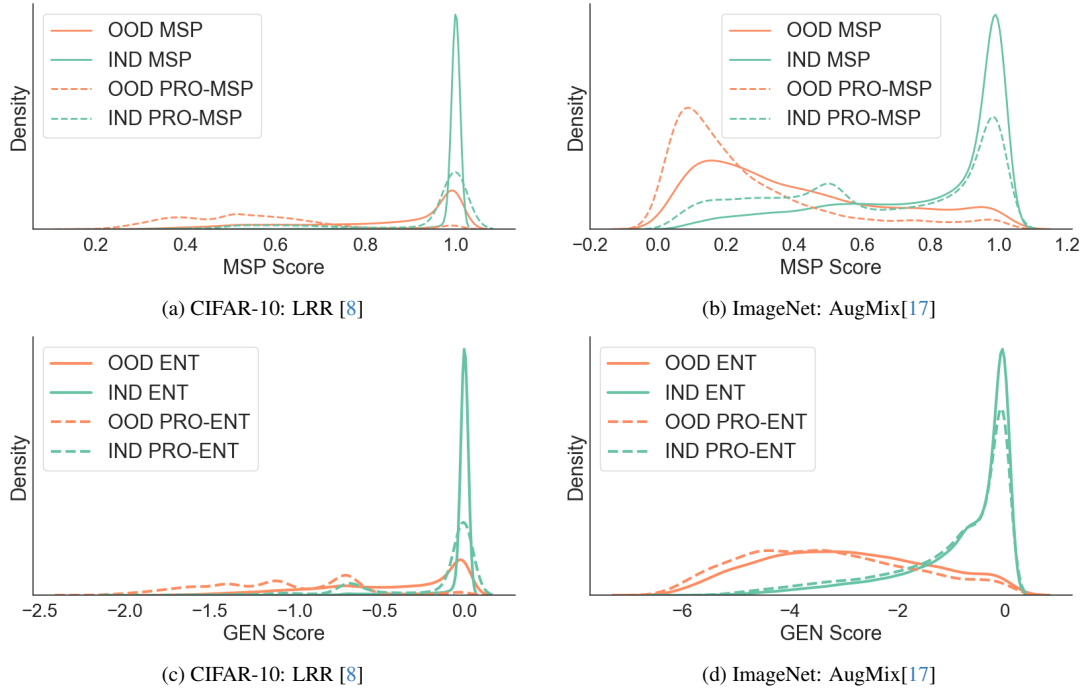 Density
OOD MSP
IND MSP
OOD PRO-MSP
IND PRO-MSP
0.2 0.4 0.6 0.8 1.0
MSP Score
(a) CIFAR-10: LRR [8]
Density
OOD MSP
IND MSP
OOD PRO-MSP
IND PRO-MSP
−0.2 0.0 0.2 0.4 0.6 0.8 1.0 1.2
MSP Score
(b) ImageNet: AugMix[17]
Density
OOD ENT
IND ENT
OOD PRO-ENT
IND PRO-ENT
−2.5 −2.0 −1.5 −1.0 −0.5 0.0
GEN Score
(c) CIFAR-10: LRR [8]
Density
OOD ENT
IND ENT
OOD PRO-ENT
IND PRO-ENT
−6 −4 −2 0
GEN Score
(d) ImageNet: AugMix[17]